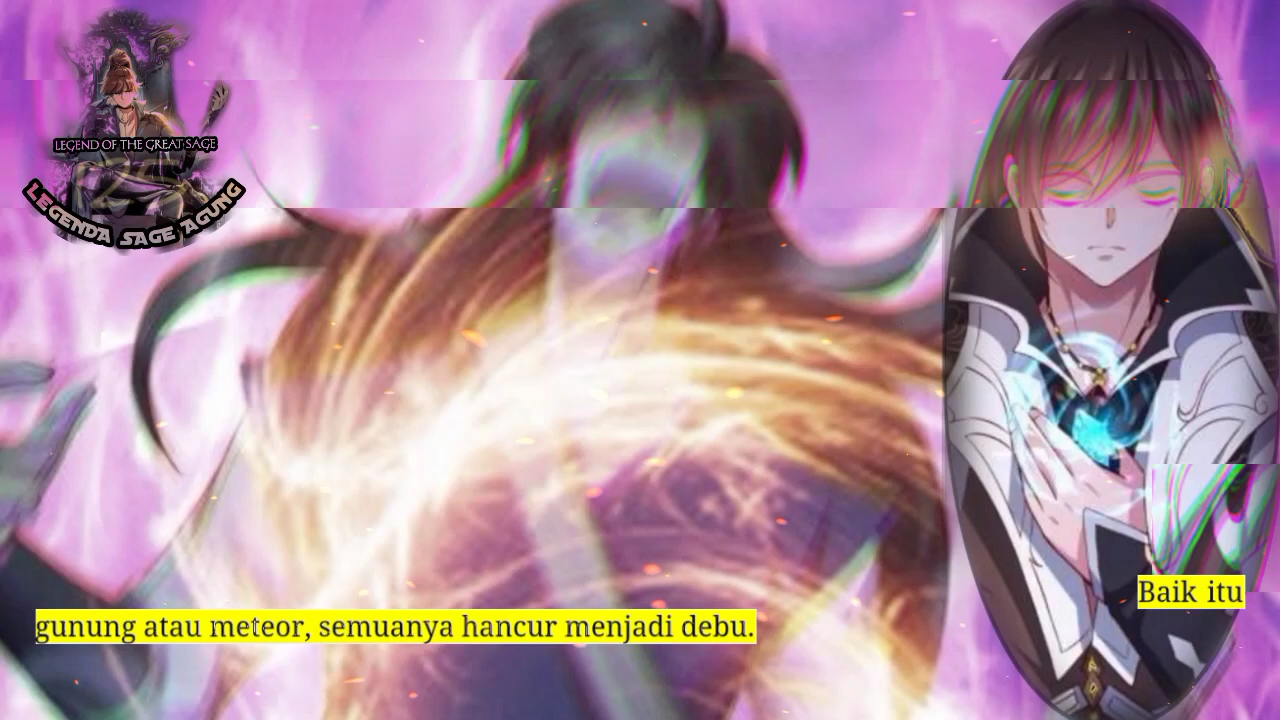 LEGEND OF THE GREAT SAGE
LEGENDA SAGE AGUNG
Baik itu
gunung atau meteor, semuanya hancur menjadi debu.